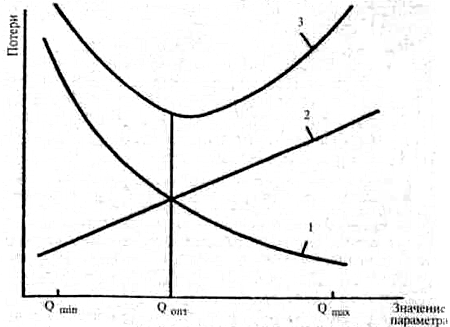 Потери
3
2
1
Q min
Q опт
Q max
Значение
параметра